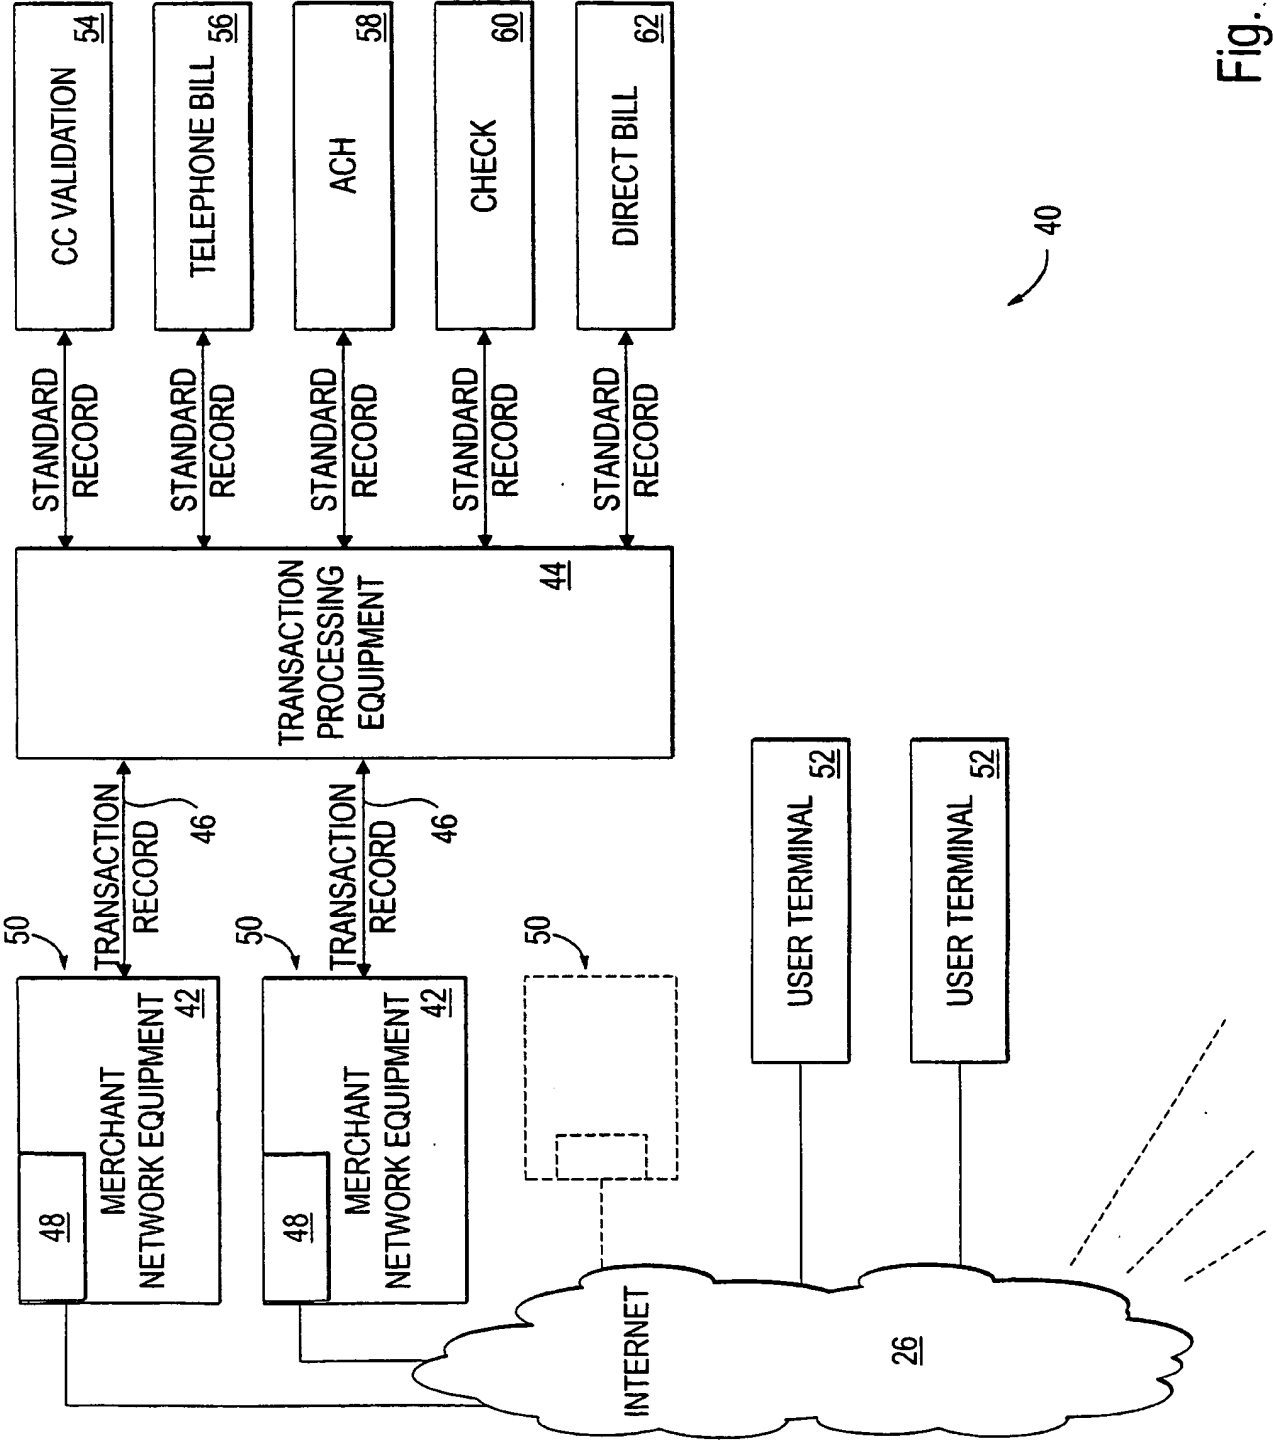 50
48
MERCHANT
NETWORK EQUIPMENT
42
TRANSACTION
RECORD
46
50
48
MERCHANT
NETWORK EQUIPMENT
42
TRANSACTION
RECORD
46
50
TRANSACTION
PROCESSING
EQUIPMENT
44
STANDARD
RECORD
CC VALIDATION
54
STANDARD
RECORD
TELEPHONE BILL
56
STANDARD
RECORD
ACH
58
STANDARD
RECORD
CHECK
60
STANDARD
RECORD
DIRECT BILL
62
INTERNET
26
USER TERMINAL
52
USER TERMINAL
52
40
Fig.